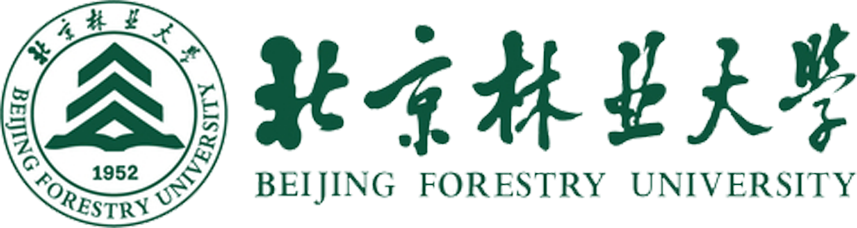 北京林业大学
1952
BEIJING FORESTRY UNIVERSITY
北京林业大学
BEIJING FORESTRY UNIVERSITY